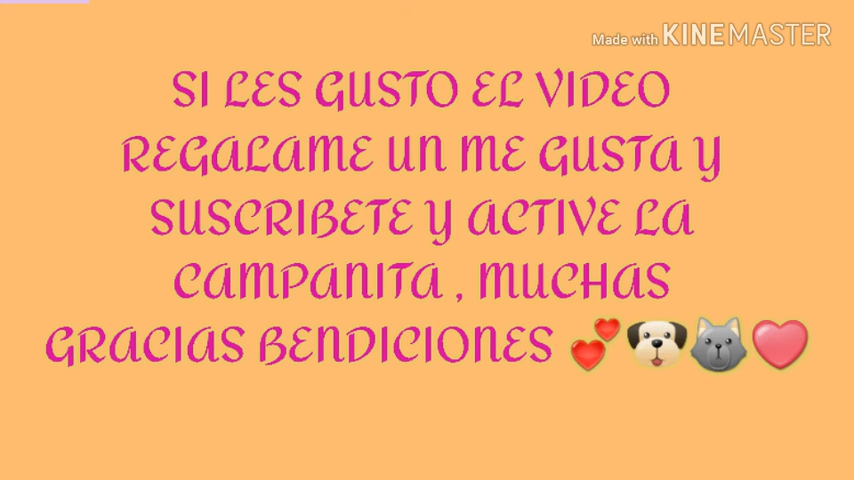 Made with KINEMASTER
SI LES GUSTO EL VIDEO
REGALAME UN ME GUSTA Y
SUSCRIBETE Y ACTIVE LA
CAMPANITA , MUCHAS
GRACIAS BENDICIONES 💕🐶🐺❤️